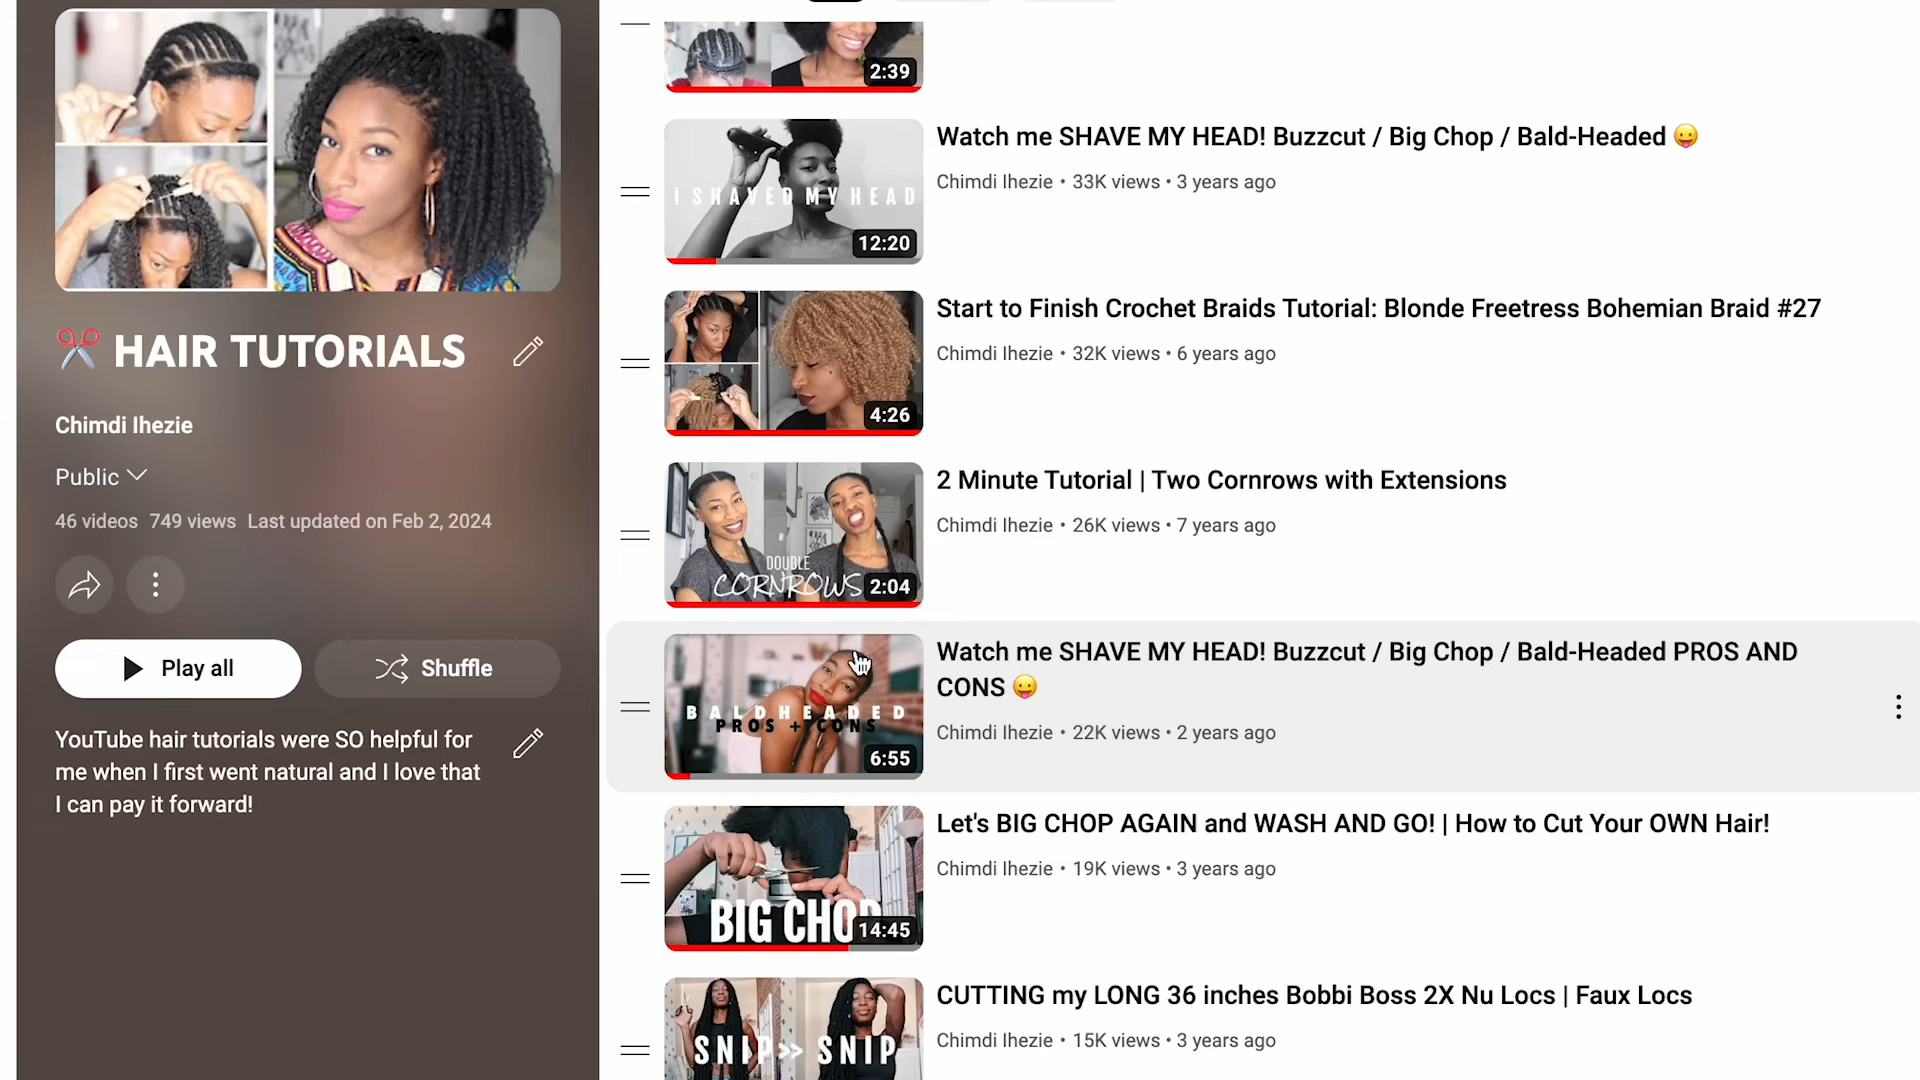 HAIR TUTORIALS
Chimdi Ihezie
Public
46 videos 749 views Last updated on Feb 2, 2024
Play all
Shuffle
YouTube hair tutorials were SO helpful for
me when I first went natural and I love that
I can pay it forward!
2:39
I SHAVED MY HEAD
12:20
Watch me SHAVE MY HEAD! Buzzcut / Big Chop / Bald-Headed 😛
Chimdi Ihezie • 33K views • 3 years ago
4:26
Start to Finish Crochet Braids Tutorial: Blonde Freetress Bohemian Braid #27
Chimdi Ihezie • 32K views • 6 years ago
DOUBLE
CORNROWS
2:04
2 Minute Tutorial | Two Cornrows with Extensions
Chimdi Ihezie • 26K views • 7 years ago
BALDHEADED
PROS + CONS
6:55
Watch me SHAVE MY HEAD! Buzzcut / Big Chop / Bald-Headed PROS AND
CONS 😛
Chimdi Ihezie • 22K views • 2 years ago
BIG CHOP
14:45
Let's BIG CHOP AGAIN and WASH AND GO! | How to Cut Your OWN Hair!
Chimdi Ihezie • 19K views • 3 years ago
SNIP >> SNIP
CUTTING my LONG 36 inches Bobbi Boss 2X Nu Locs | Faux Locs
Chimdi Ihezie • 15K views • 3 years ago